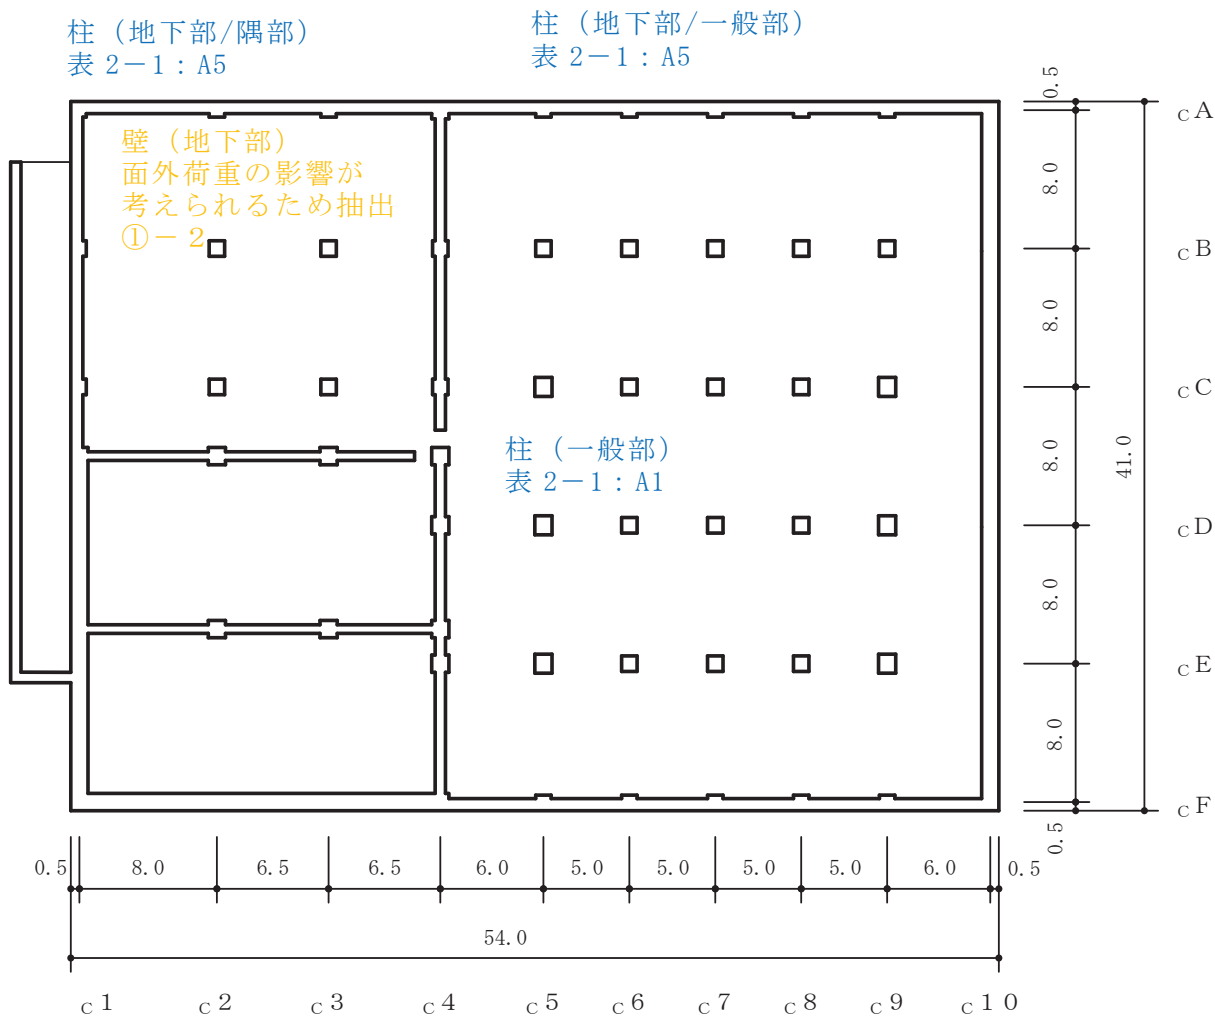 柱（地下部/隅部）
表 2－1：A5
柱（地下部/一般部）
表 2－1：A5
壁（地下部）
面外荷重の影響が
考えられるため抽出
①－２
柱（一般部）
表 2－1：A1
0.5
8.0
8.0
8.0
8.0
8.0
0.5
41.0
cA
cB
cC
cD
cE
cF
0.5 8.0 6.5 6.5 6.0 5.0 5.0 5.0 5.0 6.0 0.5
54.0
c1 c2 c3 c4 c5 c6 c7 c8 c9 c10